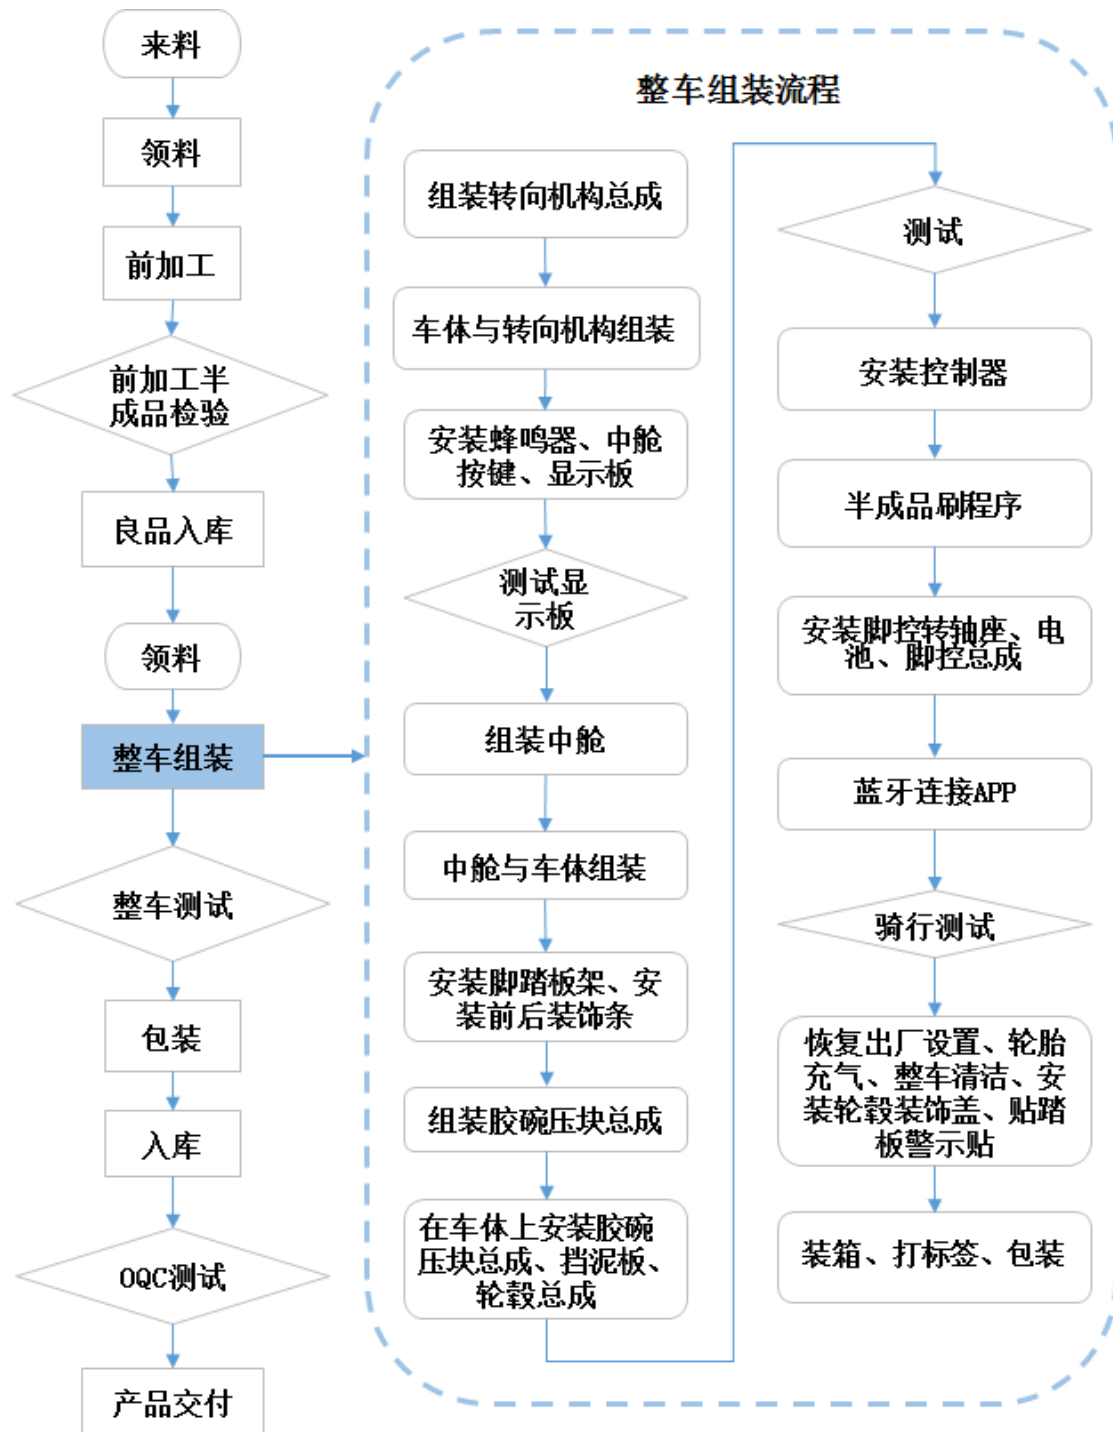 来料
领料
前加工
前加工半
成品检验
良品入库
领料
整车组装
整车测试
包装
入库
OQC测试
产品交付
整车组装流程
组装转向机构总成
车体与转向机构组装
安装蜂鸣器、中舱
按键、显示板
测试显
示板
组装中舱
中舱与车体组装
安装脚踏板架、安
装前后装饰条
组装胶碗压块总成
在车体上安装胶碗
压块总成、挡泥板、
轮毂总成
测试
安装控制器
半成品刷程序
安装脚控转轴座、电
池、脚控总成
蓝牙连接APP
骑行测试
恢复出厂设置、轮胎
充气、整车清洁、安
装轮毂装饰盖、贴踏
板警示贴
装箱、打标签、包装